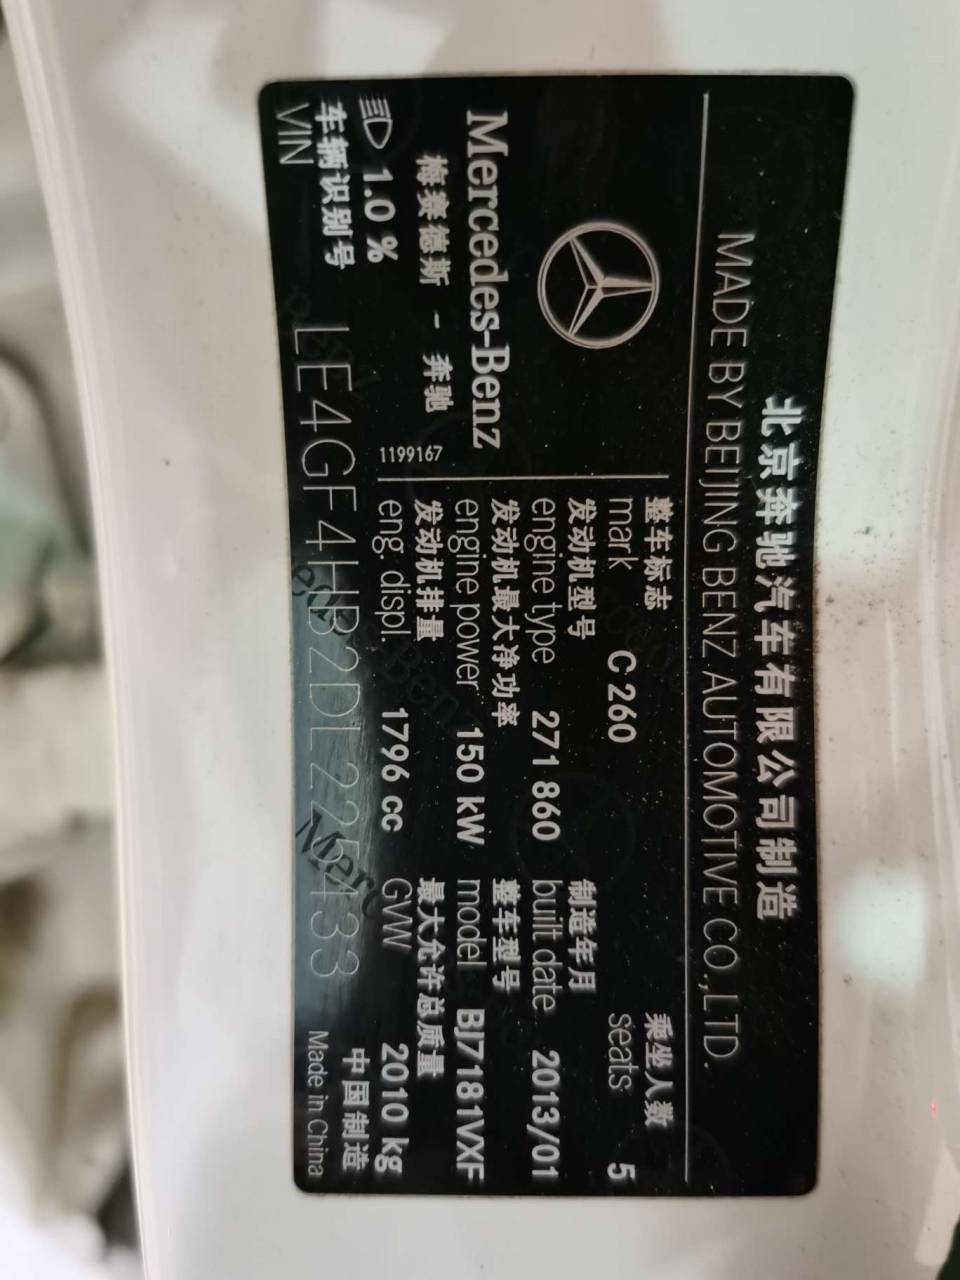 北京奔驰汽车有限公司制造
MADE BY BEIJING BENZ AUTOMOTIVE CO.,LTD.
Mercedes-Benz
梅赛德斯 - 奔驰
1.0 %
1199167
整车标志
mark C 260
乘坐人数
seats 5
发动机型号
engine type 271 860
制造年月
built date 2013/01
发动机最大净功率
engine power 150 kW
整车型号
model BJ7181VXF
发动机排量
eng. displ. 1796 cc
最大允许总质量
GVW 2010 kg
车辆识别号
VIN LE4GF4HB2DL225433
中国制造
Made in China